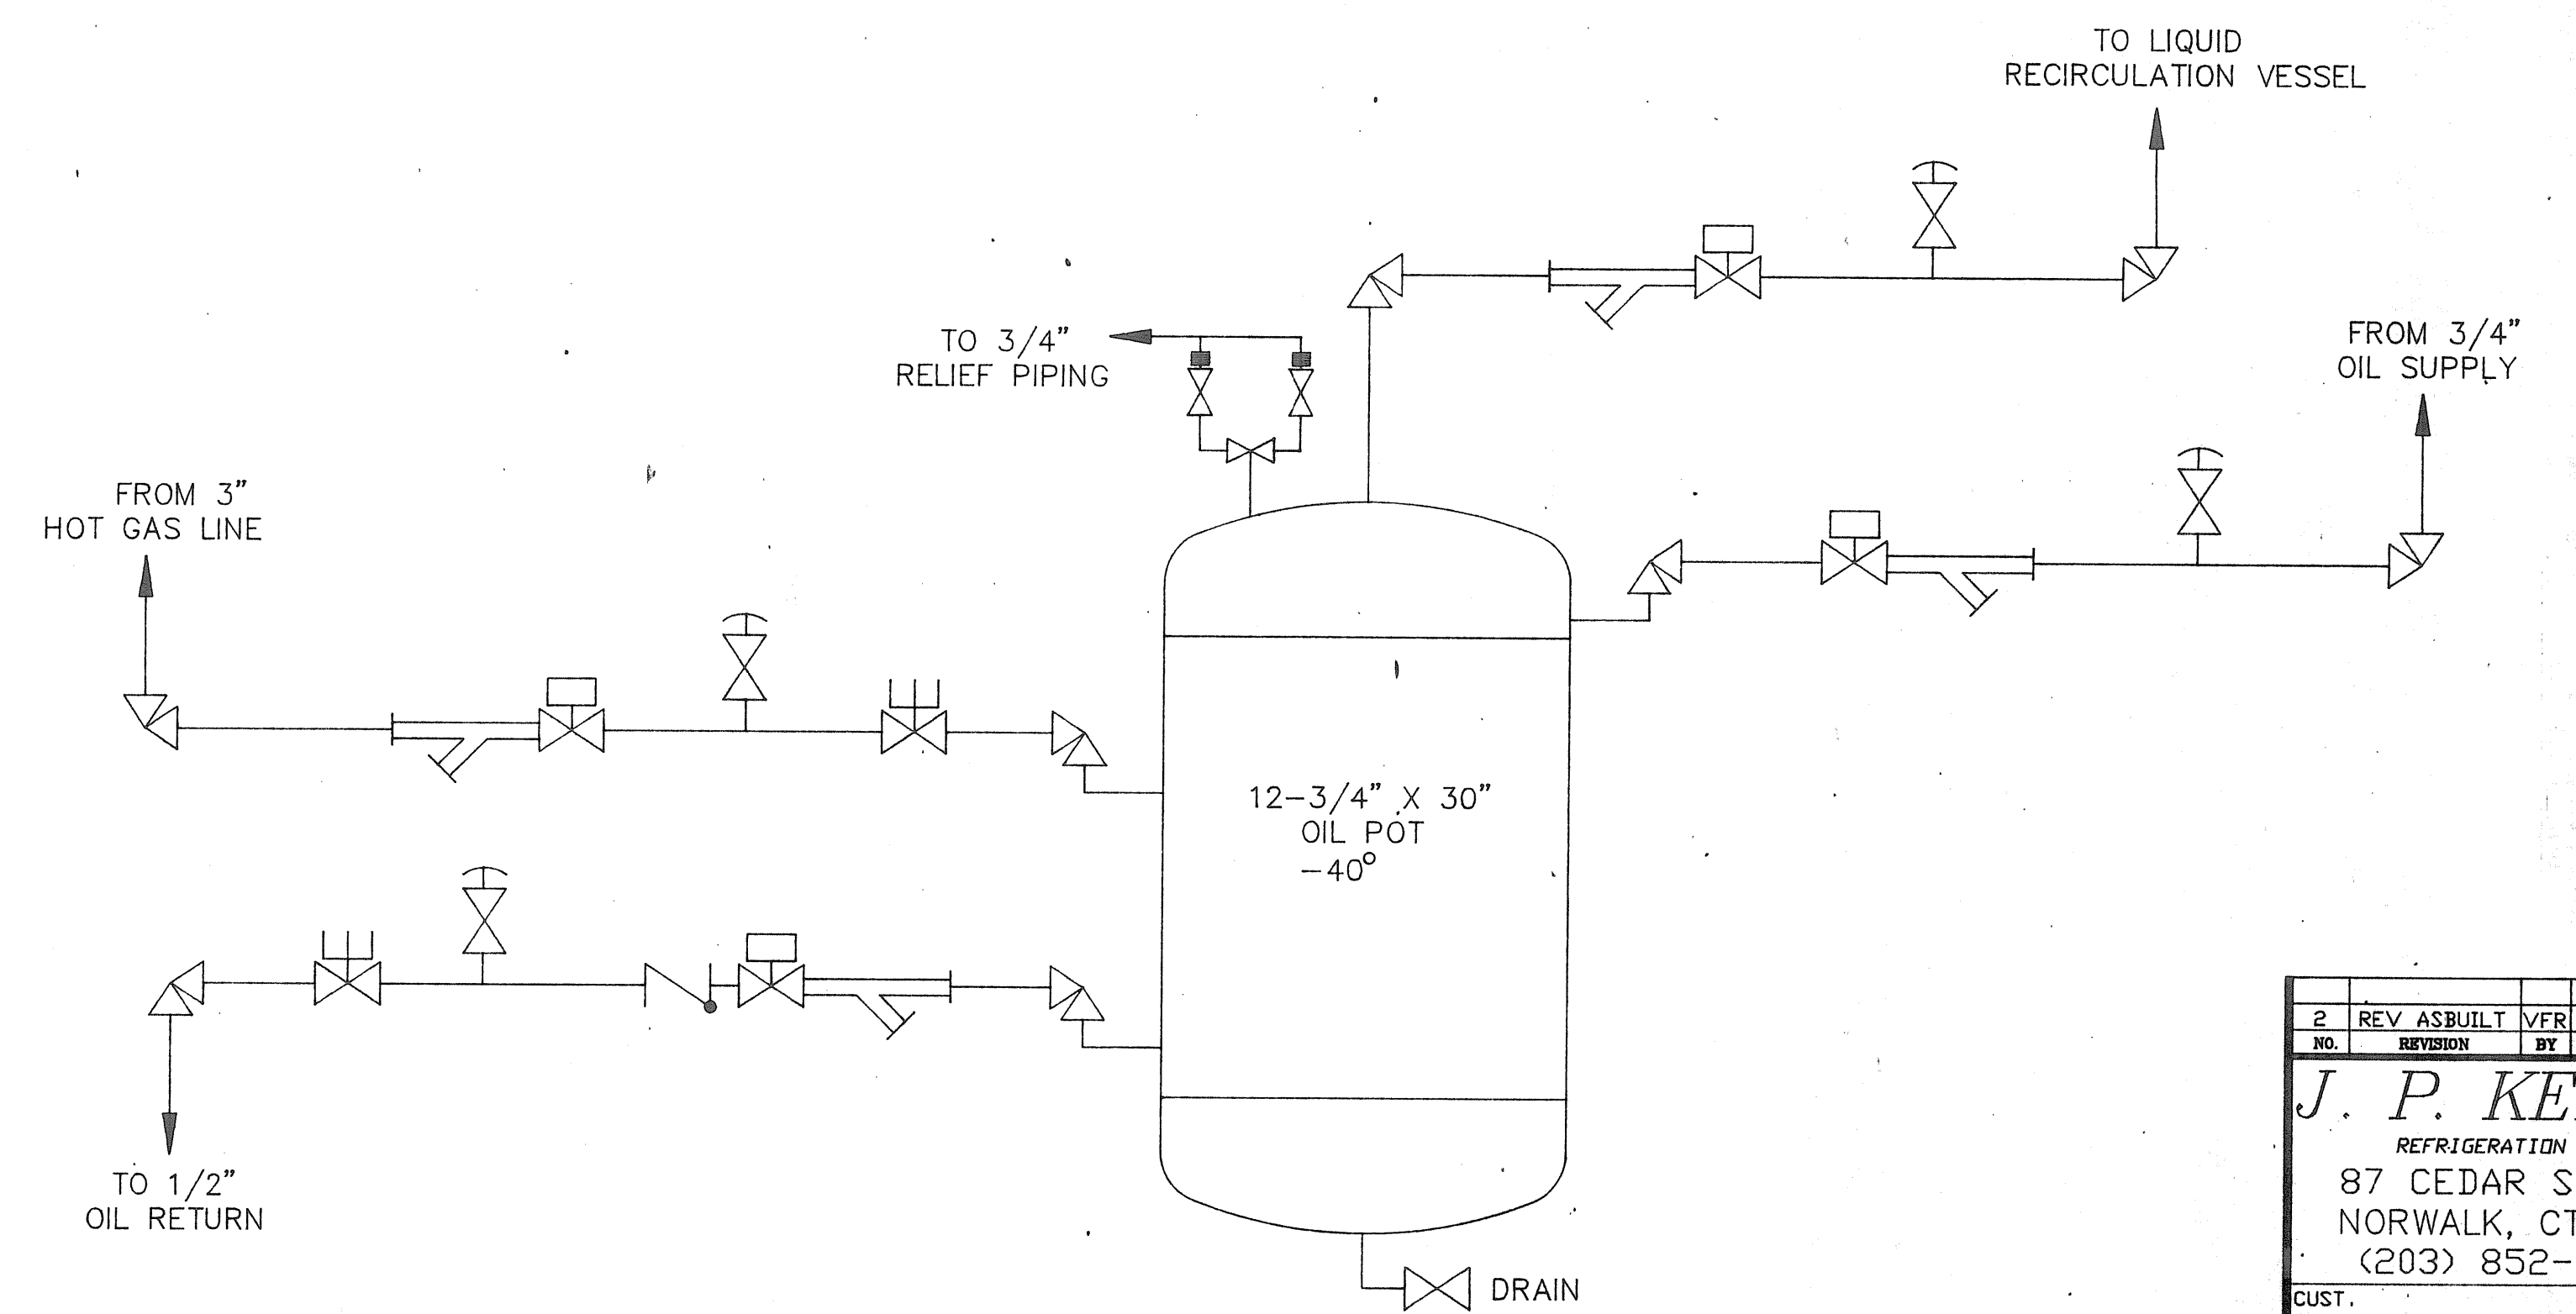 TO LIQUID
RECIRCULATION VESSEL
TO 3/4"
RELIEF PIPING
FROM 3/4"
OIL SUPPLY
FROM 3"
HOT GAS LINE
12-3/4" X 30"
OIL POT
-40°
TO 1/2"
OIL RETURN
DRAIN
2 REV ASBUILT VFR
NO. REVISION BY
J. P. KE
REFRIGERATION
87 CEDAR S
NORWALK, CT
(203) 852-
CUST.